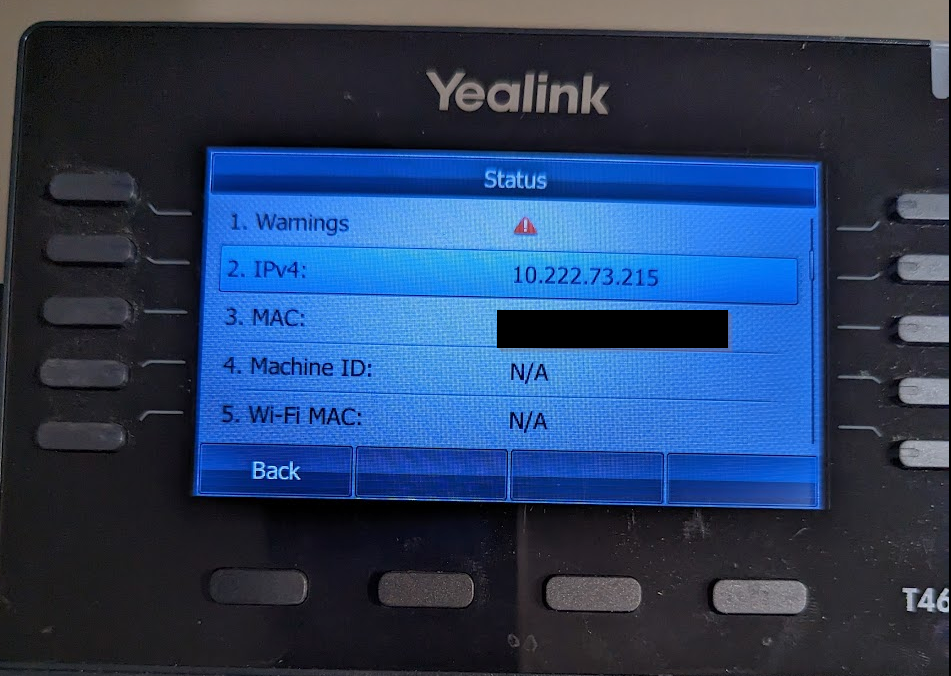 Yealink
Status
1. Warnings
2. IPv4: 10.222.73.215
3. MAC:
4. Machine ID: N/A
5. Wi-Fi MAC: N/A
Back
T46